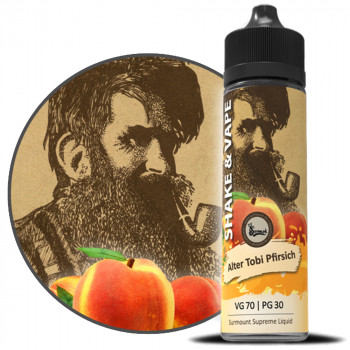 SHAKE & VAPE
Alter Tobi Pfirsich
VG 70 | PG 30
Surmount Supreme Liquid